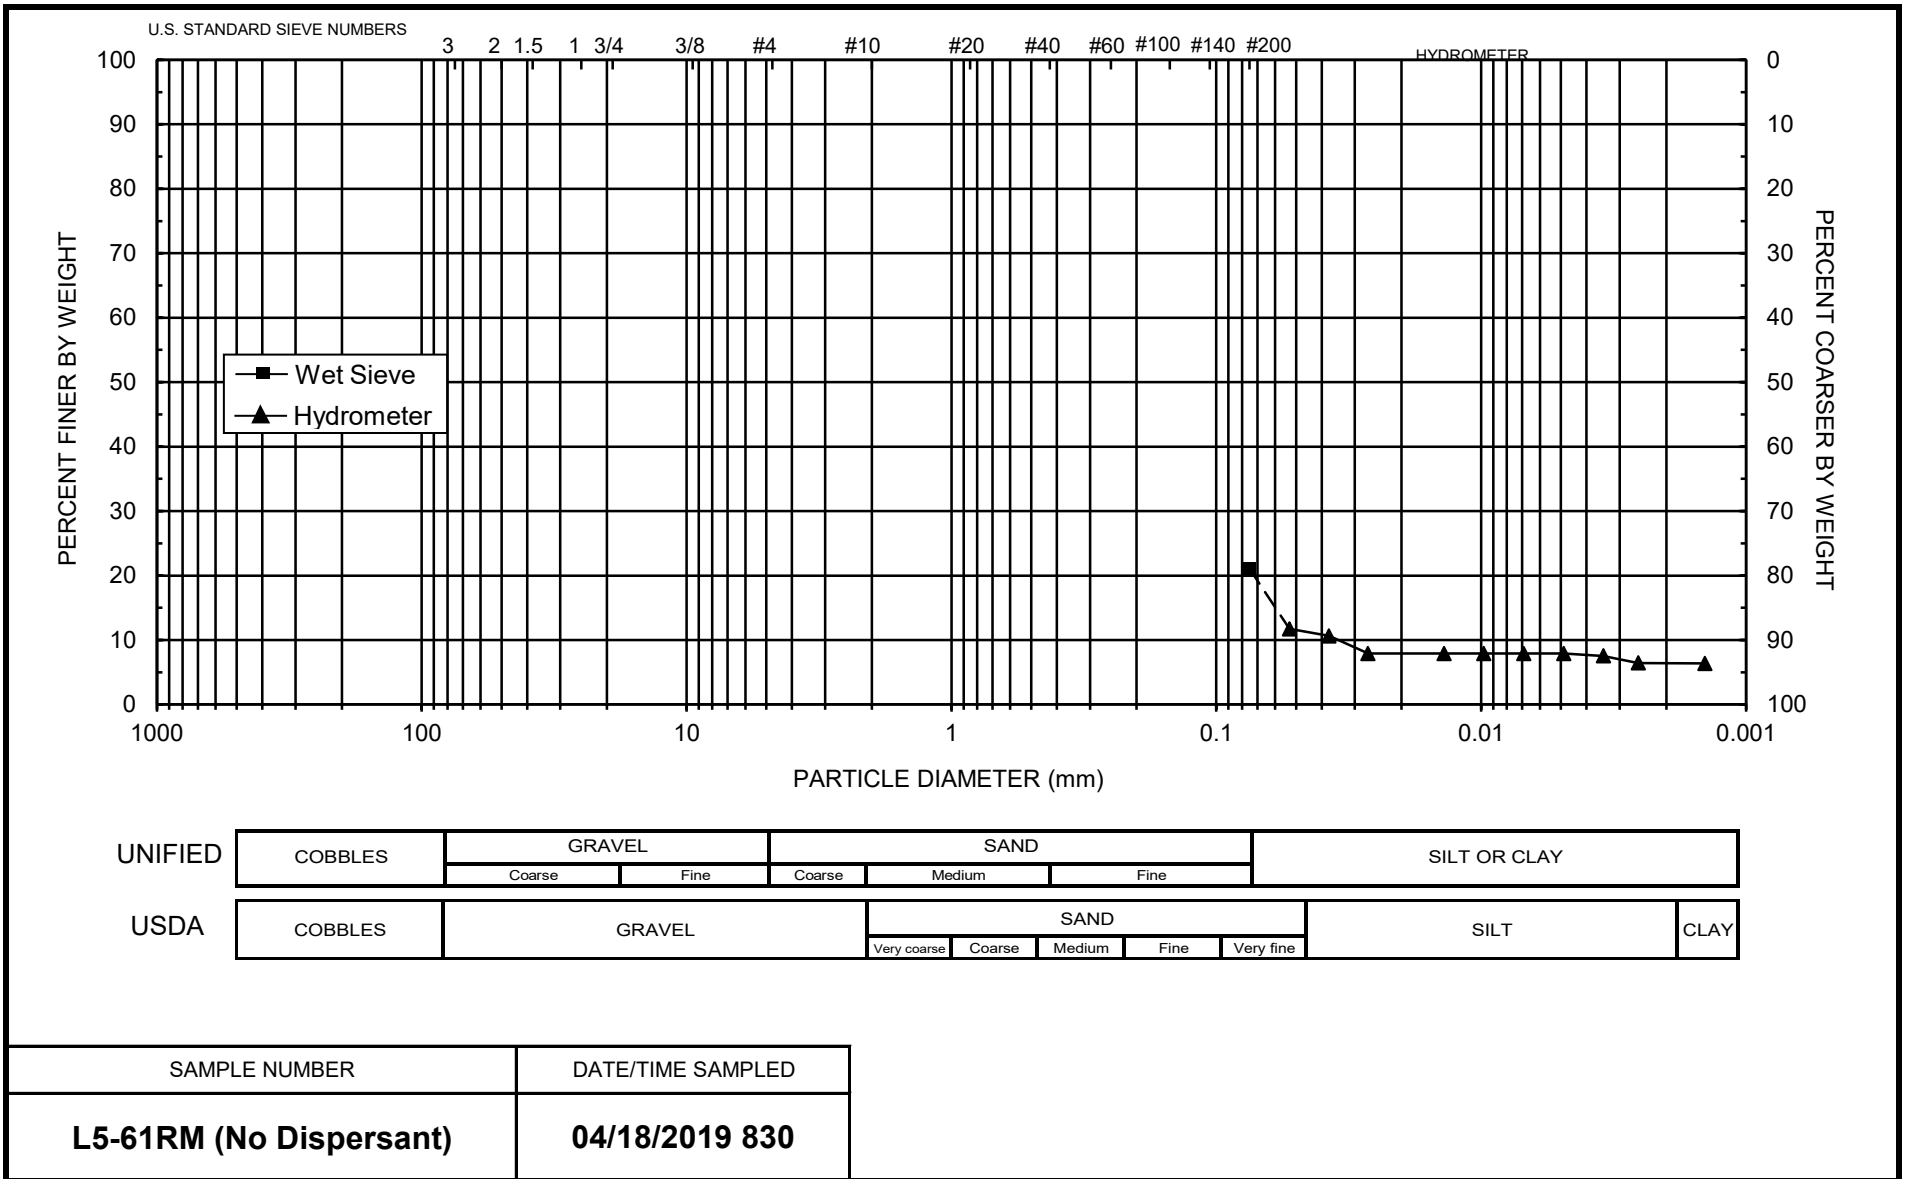 U.S. STANDARD SIEVE NUMBERS
3 2 1.5 1 3/4 3/8 #4 #10 #20 #40 #60 #100 #140 #200
HYDROMETER
100 0
90 10
80 20
70 30
60 40
50 50
40 60
30 70
20 80
10 90
0 100
PERCENT FINER BY WEIGHT
PERCENT COARSER BY WEIGHT
Wet Sieve
Hydrometer
1000 100 10 1 0.1 0.01 0.001
PARTICLE DIAMETER (mm)
UNIFIED
COBBLES GRAVEL SAND SILT OR CLAY
Coarse Fine Coarse Medium Fine
USDA
COBBLES GRAVEL SAND SILT CLAY
Very coarse Coarse Medium Fine Very fine
SAMPLE NUMBER DATE/TIME SAMPLED
L5-61RM (No Dispersant) 04/18/2019 830